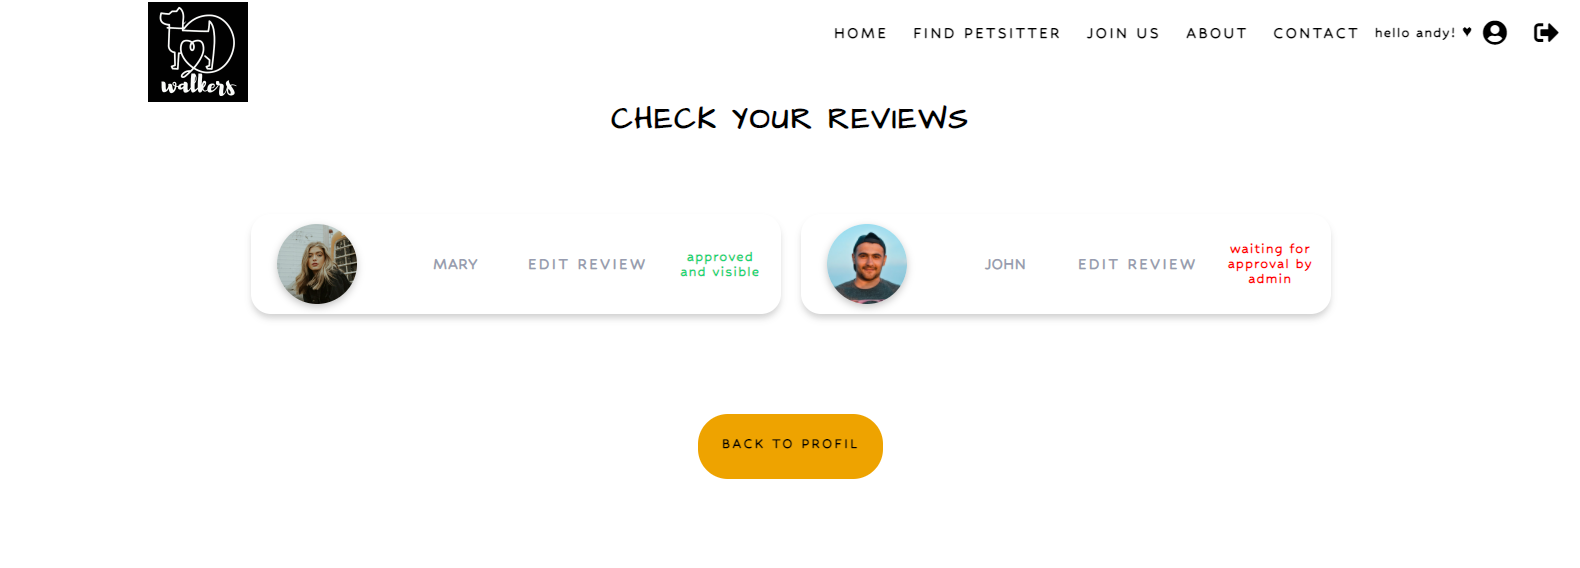 walkers
HOME FIND PETSITTER JOIN US ABOUT CONTACT hello andy! ♥
CHECK YOUR REVIEWS
MARY EDIT REVIEW
approved
and visible
JOHN EDIT REVIEW
waiting for
approval by
admin
BACK TO PROFIL